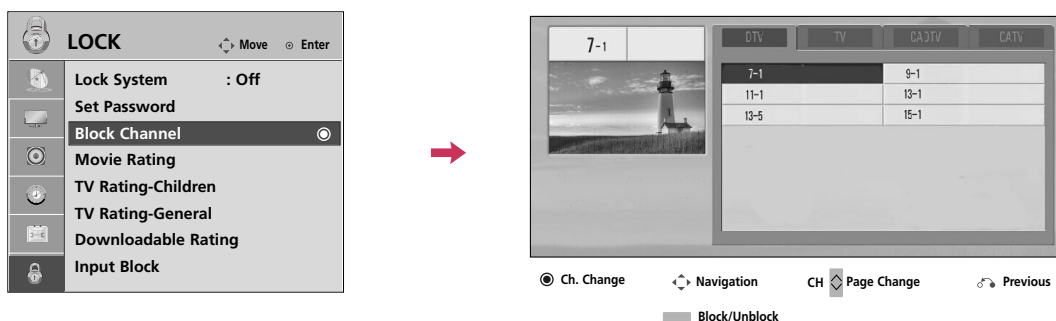 LOCK
Move Enter
Lock System : Off
Set Password
Block Channel
Movie Rating
TV Rating-Children
TV Rating-General
Downloadable Rating
Input Block
7-1
DTV TV CADTV CATV
7-1 9-1
11-1 13-1
13-5 15-1
Ch. Change Navigation CH Page Change Previous
Block/Unblock